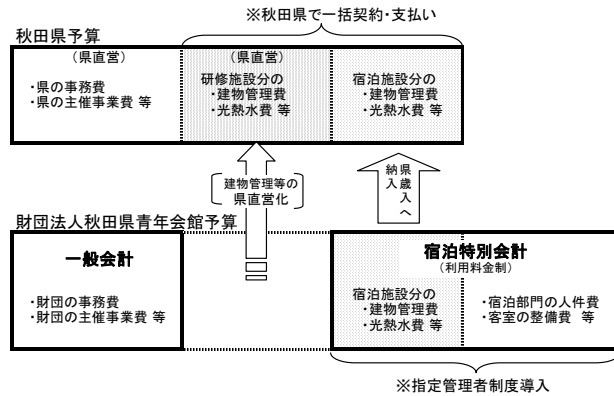 ※秋田県で一括契約・支払い
秋田県予算
（県直営）
・県の事務費
・県の主催事業費 等
（県直営）
研修施設分の
・建物管理費
・光熱水費 等
宿泊施設分の
・建物管理費
・光熱水費 等
建物管理等の
県直営化
県歳入へ
納入
財団法人秋田県青年会館予算
一般会計
・財団の事務費
・財団の主催事業費 等
宿泊特別会計
（利用料金制）
宿泊施設分の
・建物管理費
・光熱水費 等
・宿泊部門の人件費
・客室の整備費 等
※指定管理者制度導入